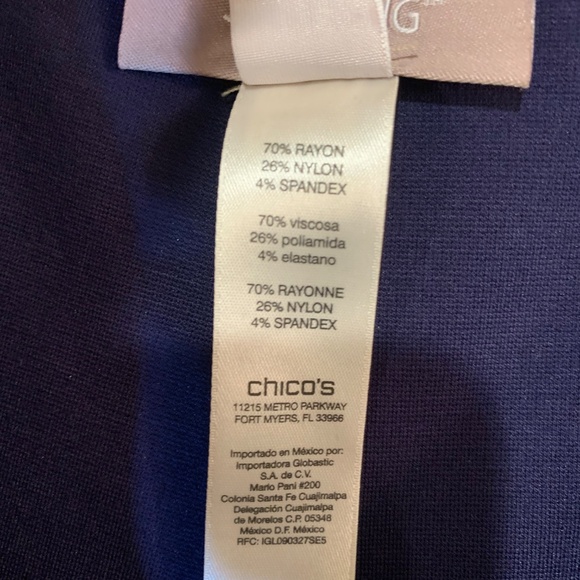 70% RAYON
26% NYLON
4% SPANDEX
70% viscosa
26% poliamida
4% elastano
70% RAYONNE
26% NYLON
4% SPANDEX
chico's
11215 METRO PARKWAY
FORT MYERS, FL 33966
Importado en México por:
Importadora Globastic
S.A. de C.V.
Mario Pani #200
Colonia Santa Fe Cuajimalpa
Delegación Cuajimalpa
de Morelos C.P. 05348
México D.F. México
RFC: IGL090327SE5